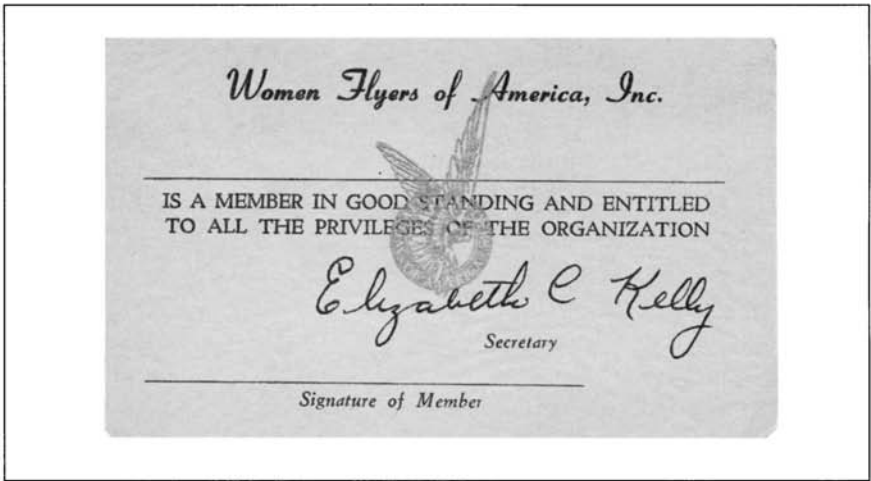 Women Flyers of America, Inc.
IS A MEMBER IN GOOD STANDING AND ENTITLED
TO ALL THE PRIVILEGES OF THE ORGANIZATION
Elizabeth C Kelly
Secretary
Signature of Member